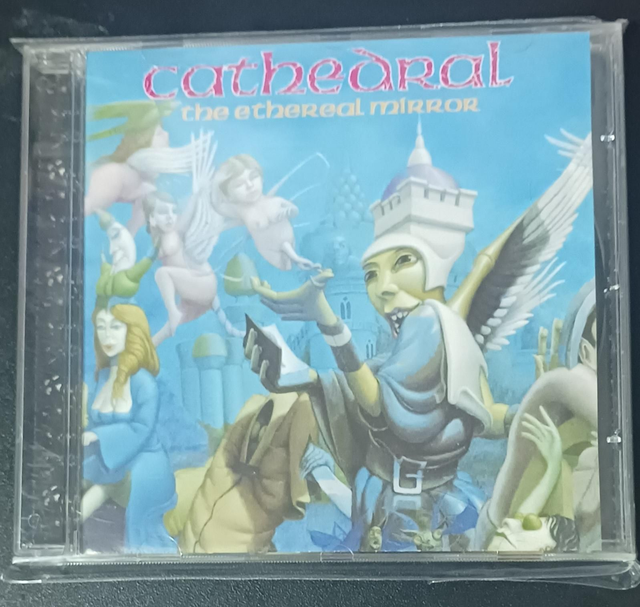 cathedral
the ethereal mirror
G